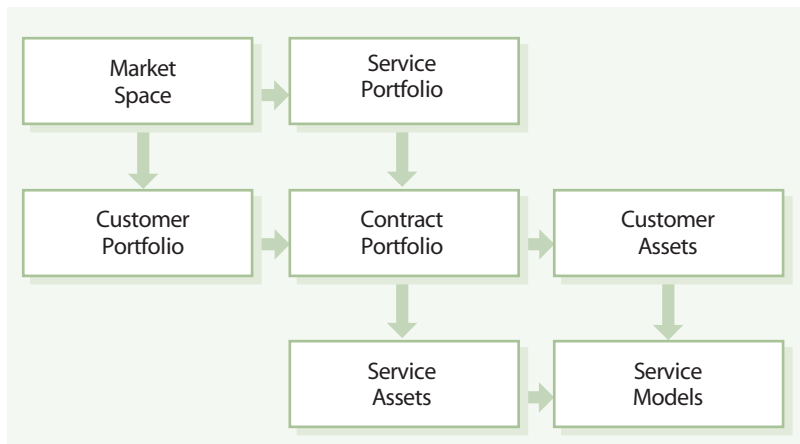 Market
Space
Service
Portfolio
Customer
Portfolio
Contract
Portfolio
Customer
Assets
Service
Assets
Service
Models